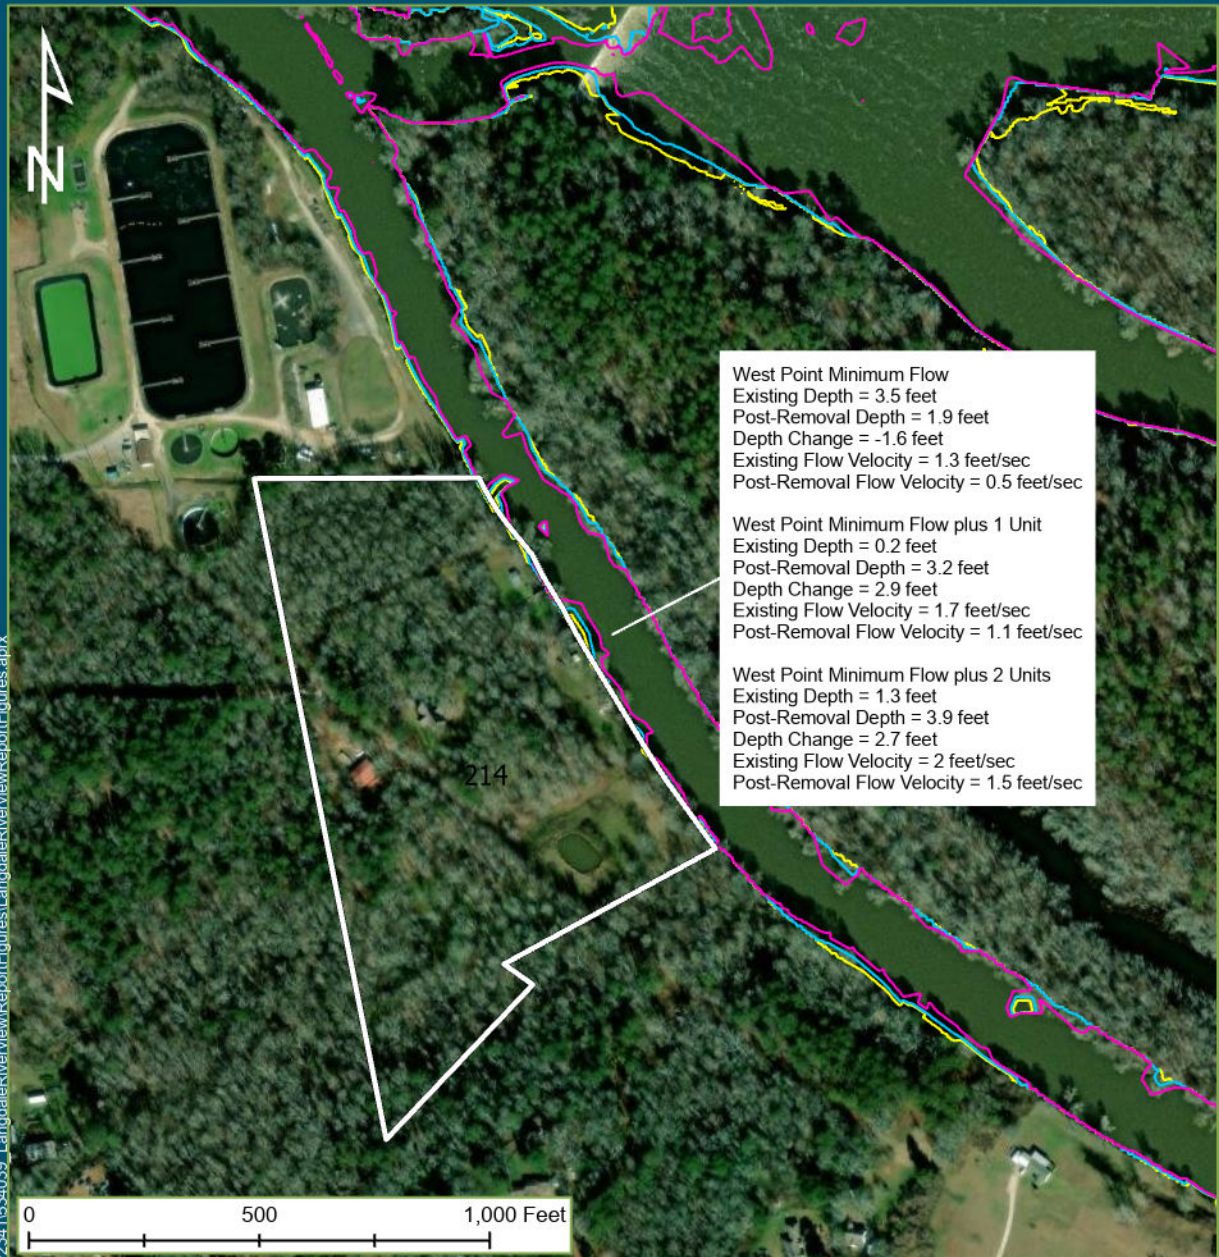 N
West Point Minimum Flow
Existing Depth = 3.5 feet
Post-Removal Depth = 1.9 feet
Depth Change = -1.6 feet
Existing Flow Velocity = 1.3 feet/sec
Post-Removal Flow Velocity = 0.5 feet/sec
West Point Minimum Flow plus 1 Unit
Existing Depth = 0.2 feet
Post-Removal Depth = 3.2 feet
Depth Change = 2.9 feet
Existing Flow Velocity = 1.7 feet/sec
Post-Removal Flow Velocity = 1.1 feet/sec
West Point Minimum Flow plus 2 Units
Existing Depth = 1.3 feet
Post-Removal Depth = 3.9 feet
Depth Change = 2.7 feet
Existing Flow Velocity = 2 feet/sec
Post-Removal Flow Velocity = 1.5 feet/sec
214
0 500 1,000 Feet